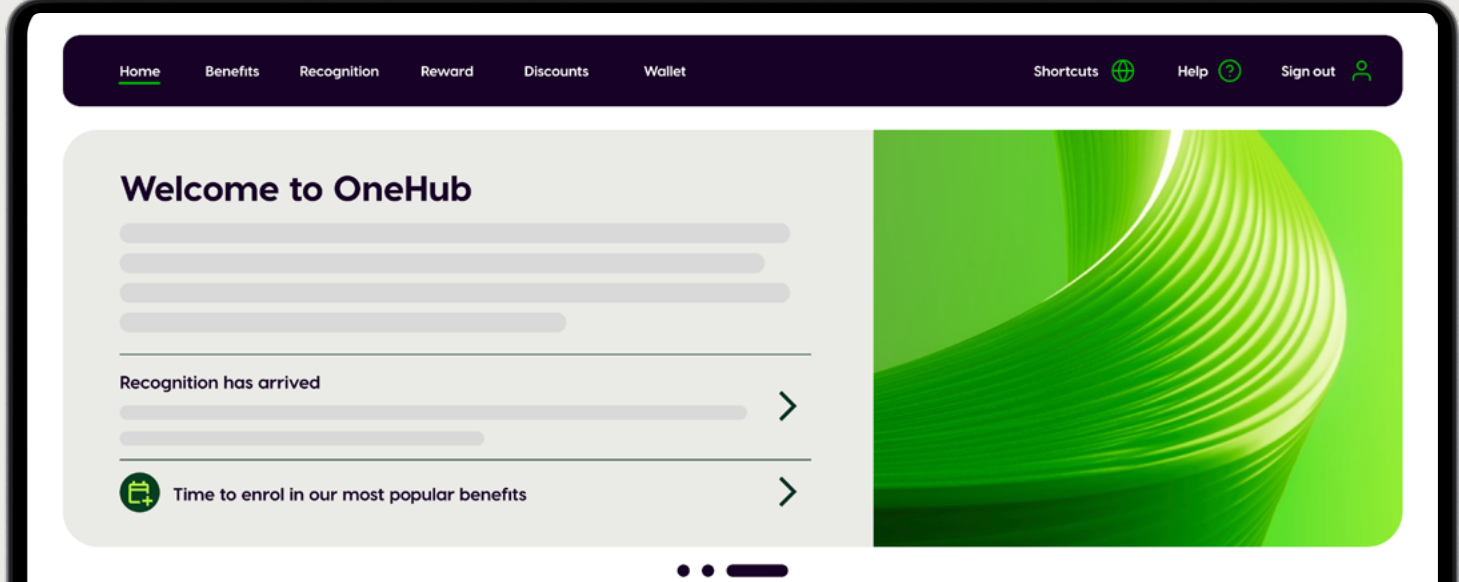 Home Benefits Recognition Reward Discounts Wallet Shortcuts Help Sign out
Welcome to OneHub
Recognition has arrived
Time to enrol in our most popular benefits